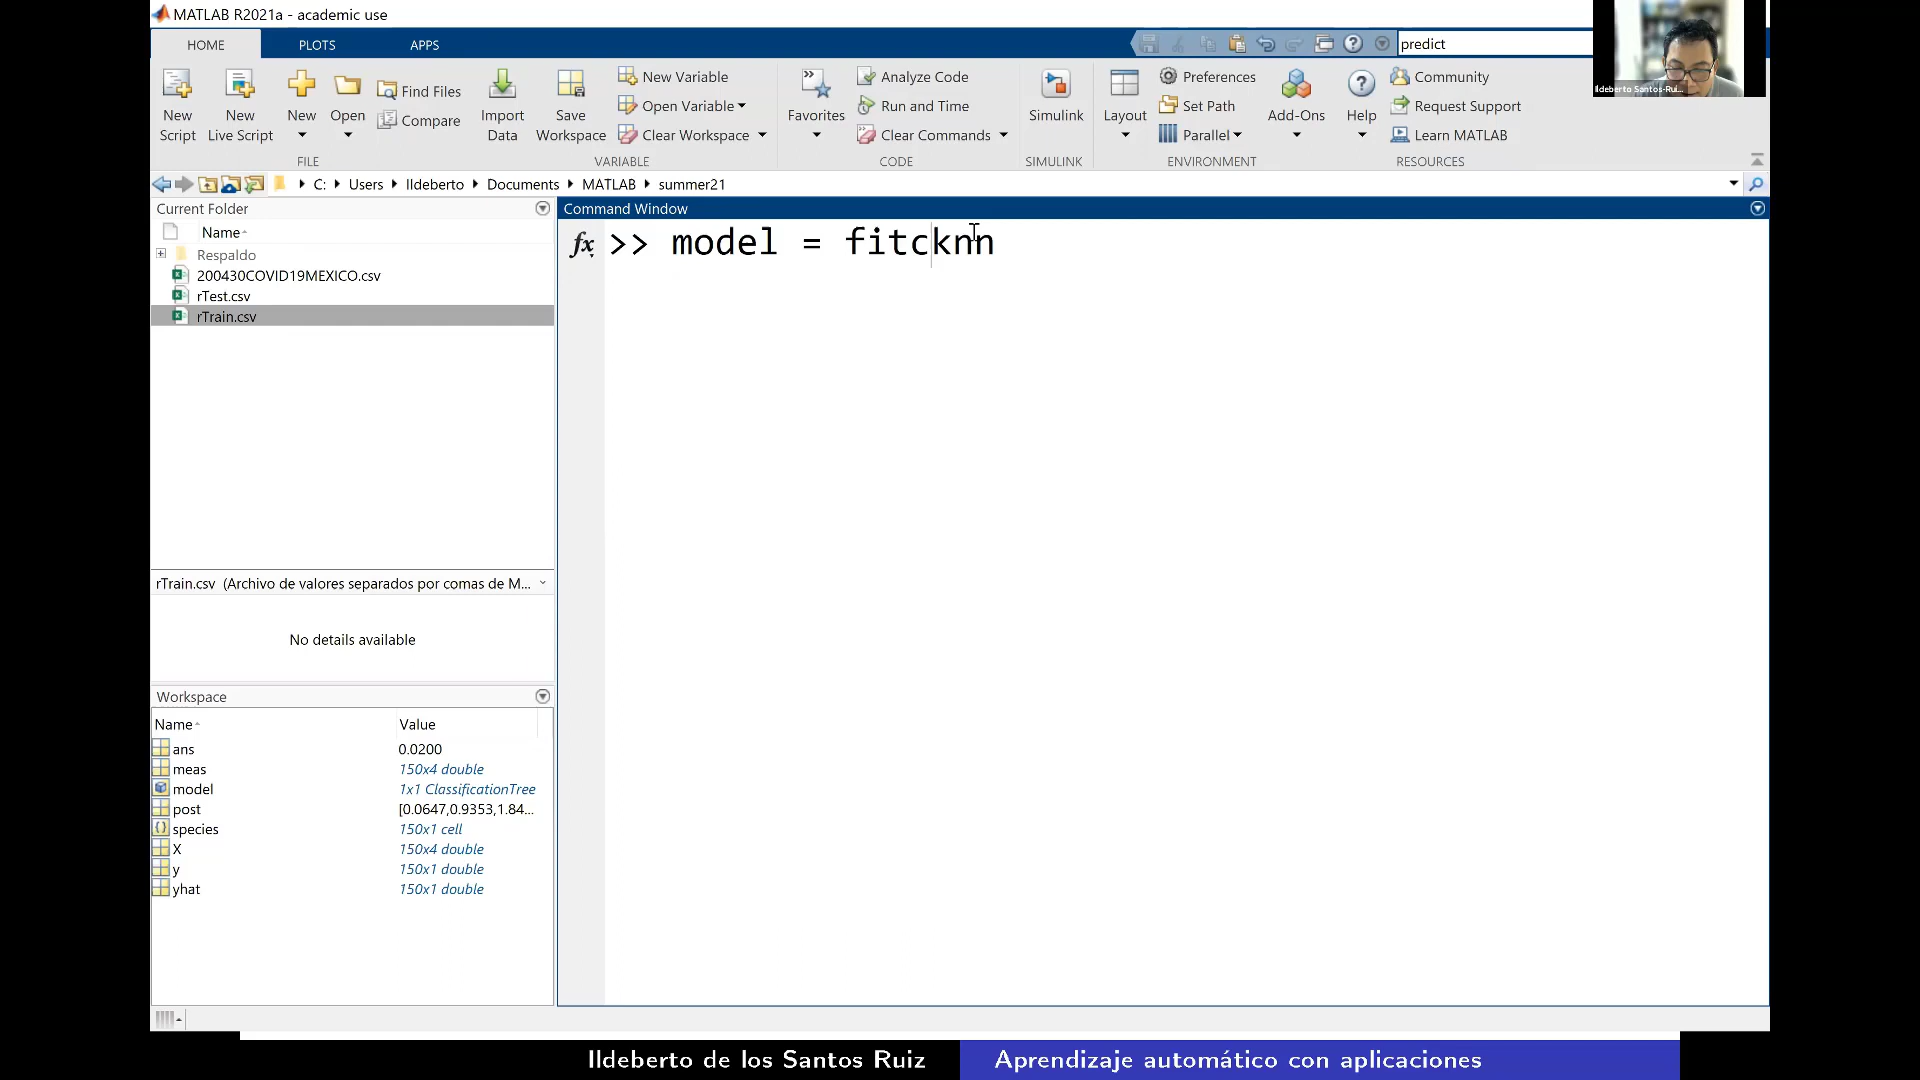 MATLAB R2021a - academic use
HOME PLOTS APPS
predict
Ildeberto Santos-Rui...
New Script
New Live Script
New
Open
Find Files
Compare
Import Data
Save Workspace
New Variable
Open Variable
Clear Workspace
Favorites
Analyze Code
Run and Time
Clear Commands
Simulink
Layout
Preferences
Set Path
Parallel
Add-Ons
Help
Community
Request Support
Learn MATLAB
FILE VARIABLE CODE SIMULINK ENVIRONMENT RESOURCES
C: Users Ildeberto Documents MATLAB summer21
Current Folder
Name
Respaldo
200430COVID19MEXICO.csv
rTest.csv
rTrain.csv
rTrain.csv (Archivo de valores separados por comas de M...
No details available
Workspace
Name Value
ans 0.0200
meas 150x4 double
model 1x1 ClassificationTree
post [0.0647,0.9353,1.84...
species 150x1 cell
X 150x4 double
y 150x1 double
yhat 150x1 double
Command Window
fx >> model = fitcknn
Ildeberto de los Santos Ruiz
Aprendizaje automático con aplicaciones